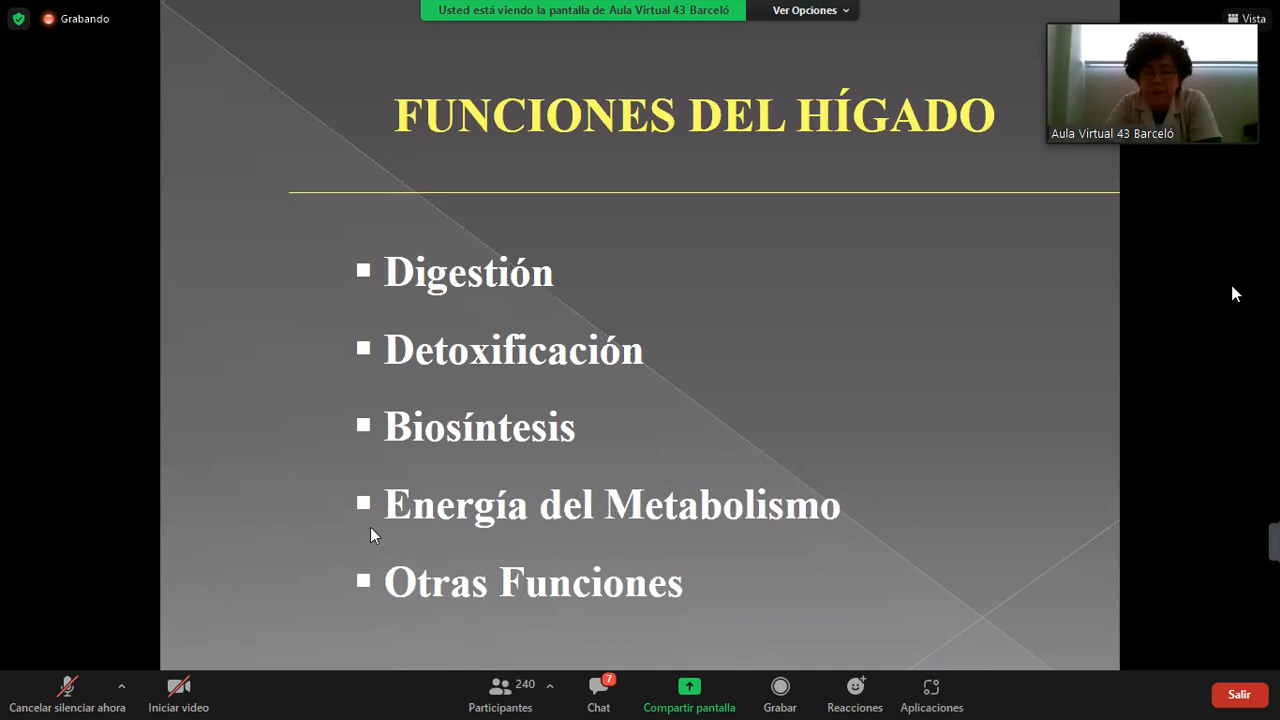 Grabando
Usted está viendo la pantalla de Aula Virtual 43 Barceló
Ver Opciones
Vista
Aula Virtual 43 Barceló
FUNCIONES DEL HÍGADO
Digestión
Detoxificación
Biosíntesis
Energía del Metabolismo
Otras Funciones
Cancelar silenciar ahora
Iniciar video
240
Participantes
7
Chat
Compartir pantalla
Grabar
Reacciones
Aplicaciones
Salir